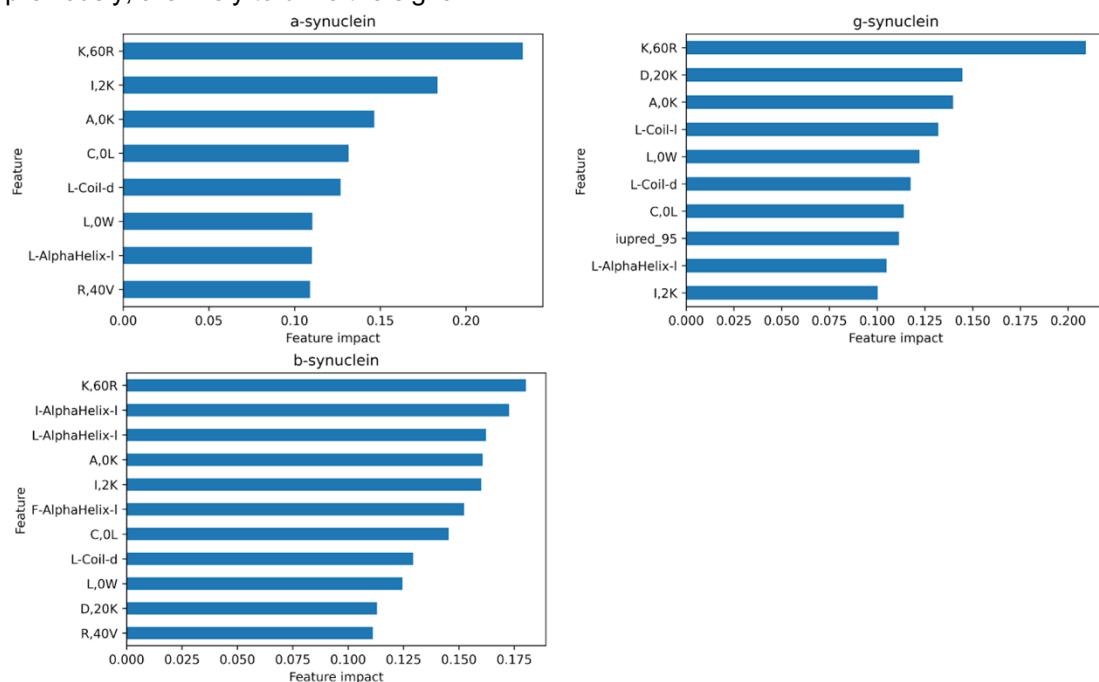 a-synuclein
Feature
K,60R
I,2K
A,0K
C,0L
L-Coil-d
L,0W
L-AlphaHelix-l
R,40V
0.00 0.05 0.10 0.15 0.20
Feature impact
g-synuclein
Feature
K,60R
D,20K
A,0K
L-Coil-l
L,0W
L-Coil-d
C,0L
iupred_95
L-AlphaHelix-l
I,2K
0.000 0.025 0.050 0.075 0.100 0.125 0.150 0.175 0.200
Feature impact
b-synuclein
Feature
K,60R
I-AlphaHelix-l
L-AlphaHelix-l
A,0K
I,2K
F-AlphaHelix-l
C,0L
L-Coil-d
L,0W
D,20K
R,40V
0.000 0.025 0.050 0.075 0.100 0.125 0.150 0.175
Feature impact